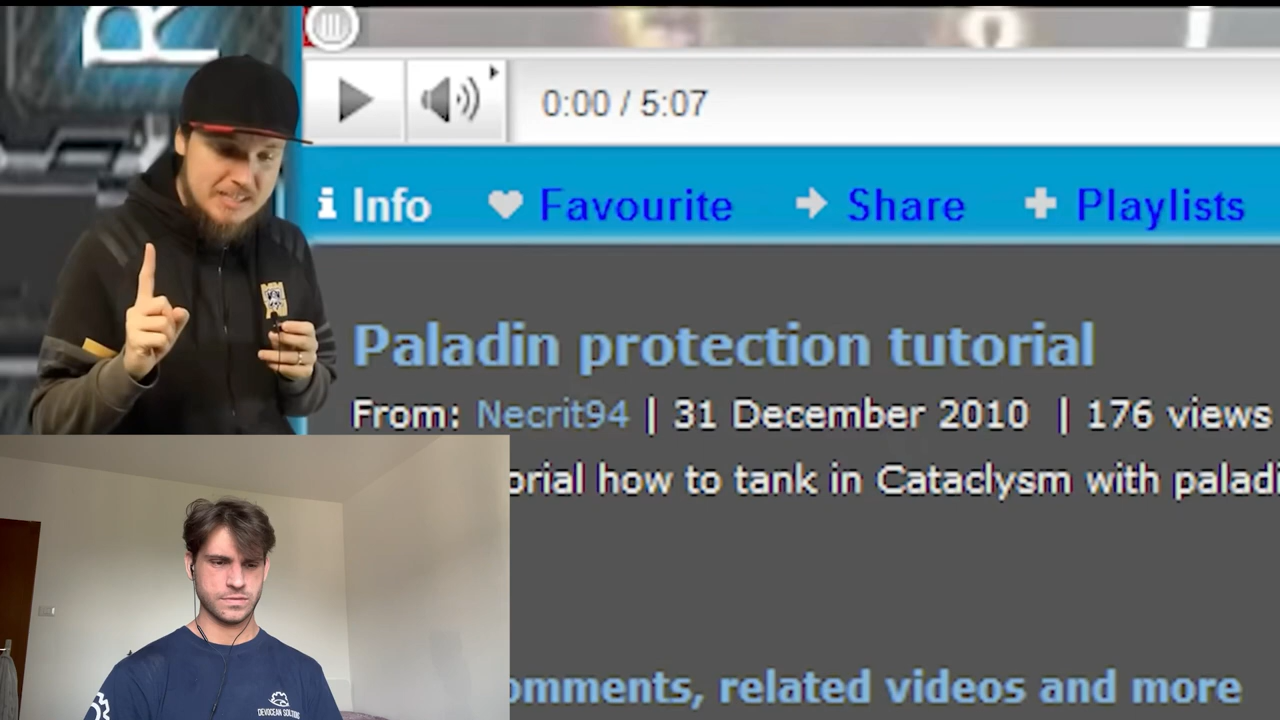 R
0:00 / 5:07
Info Favourite Share Playlists
Paladin protection tutorial
From: Necrit94 | 31 December 2010 | 176 views
orial how to tank in Cataclysm with paladi
omments, related videos and more
DEVOCEAN